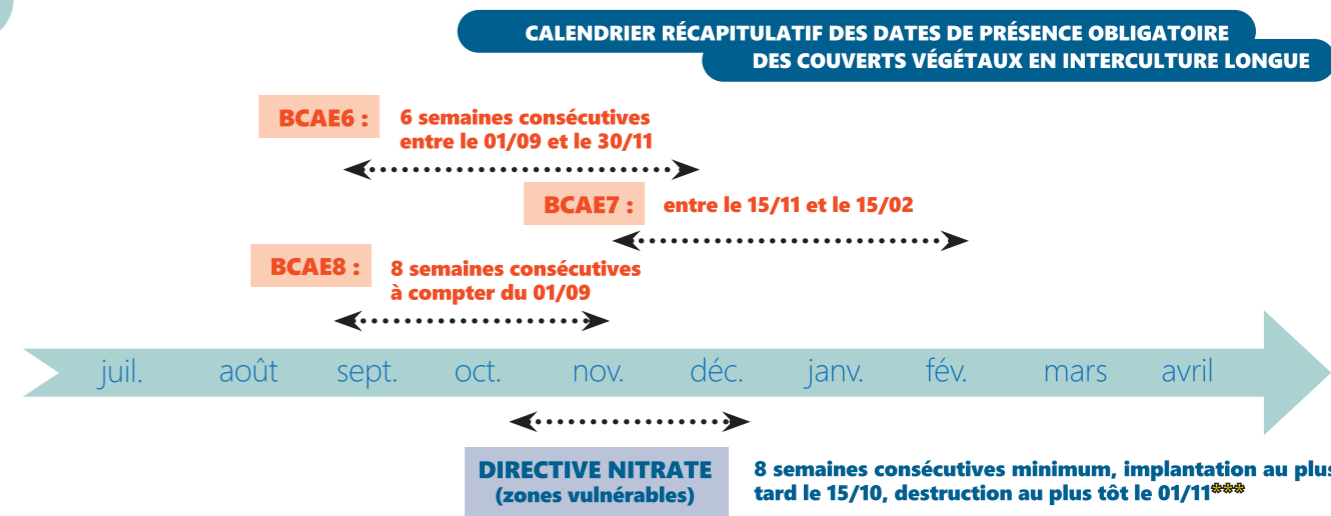 CALENDRIER RÉCAPITULATIF DES DATES DE PRÉSENCE OBLIGATOIRE
DES COUVERTS VÉGÉTAUX EN INTERCULTURE LONGUE
BCAE6 :
6 semaines consécutives
entre le 01/09 et le 30/11
BCAE7 :
entre le 15/11 et le 15/02
BCAE8 :
8 semaines consécutives
à compter du 01/09
juil. août sept. oct. nov. déc. janv. fév. mars avril
DIRECTIVE NITRATE
(zones vulnérables)
8 semaines consécutives minimum, implantation au plus
tard le 15/10, destruction au plus tôt le 01/11***